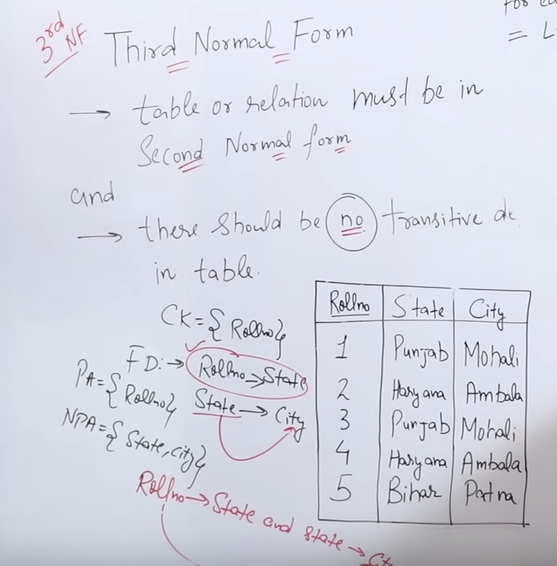 3rd NF
Third Normal Form
for
= L
→ table or relation must be in
Second Normal form
and
→ there should be no transitive de
in table.
CK = { Rollno }
FD: → Rollno → State
State → City
PA = { Rollno }
NPA = { State, City }
Rollno → State and state → Ct
Rollno State City
1 Punjab Mohali
2 Haryana Ambala
3 Punjab Mohali
4 Haryana Ambala
5 Bihar Patna